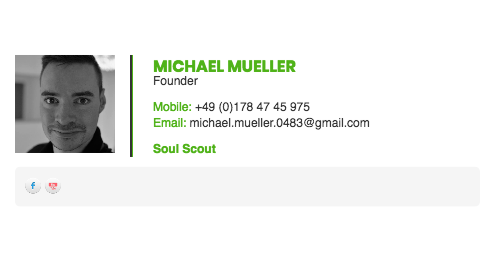 MICHAEL MUELLER
Founder
Mobile: +49 (0)178 47 45 975
Email: michael.mueller.0483@gmail.com
Soul Scout